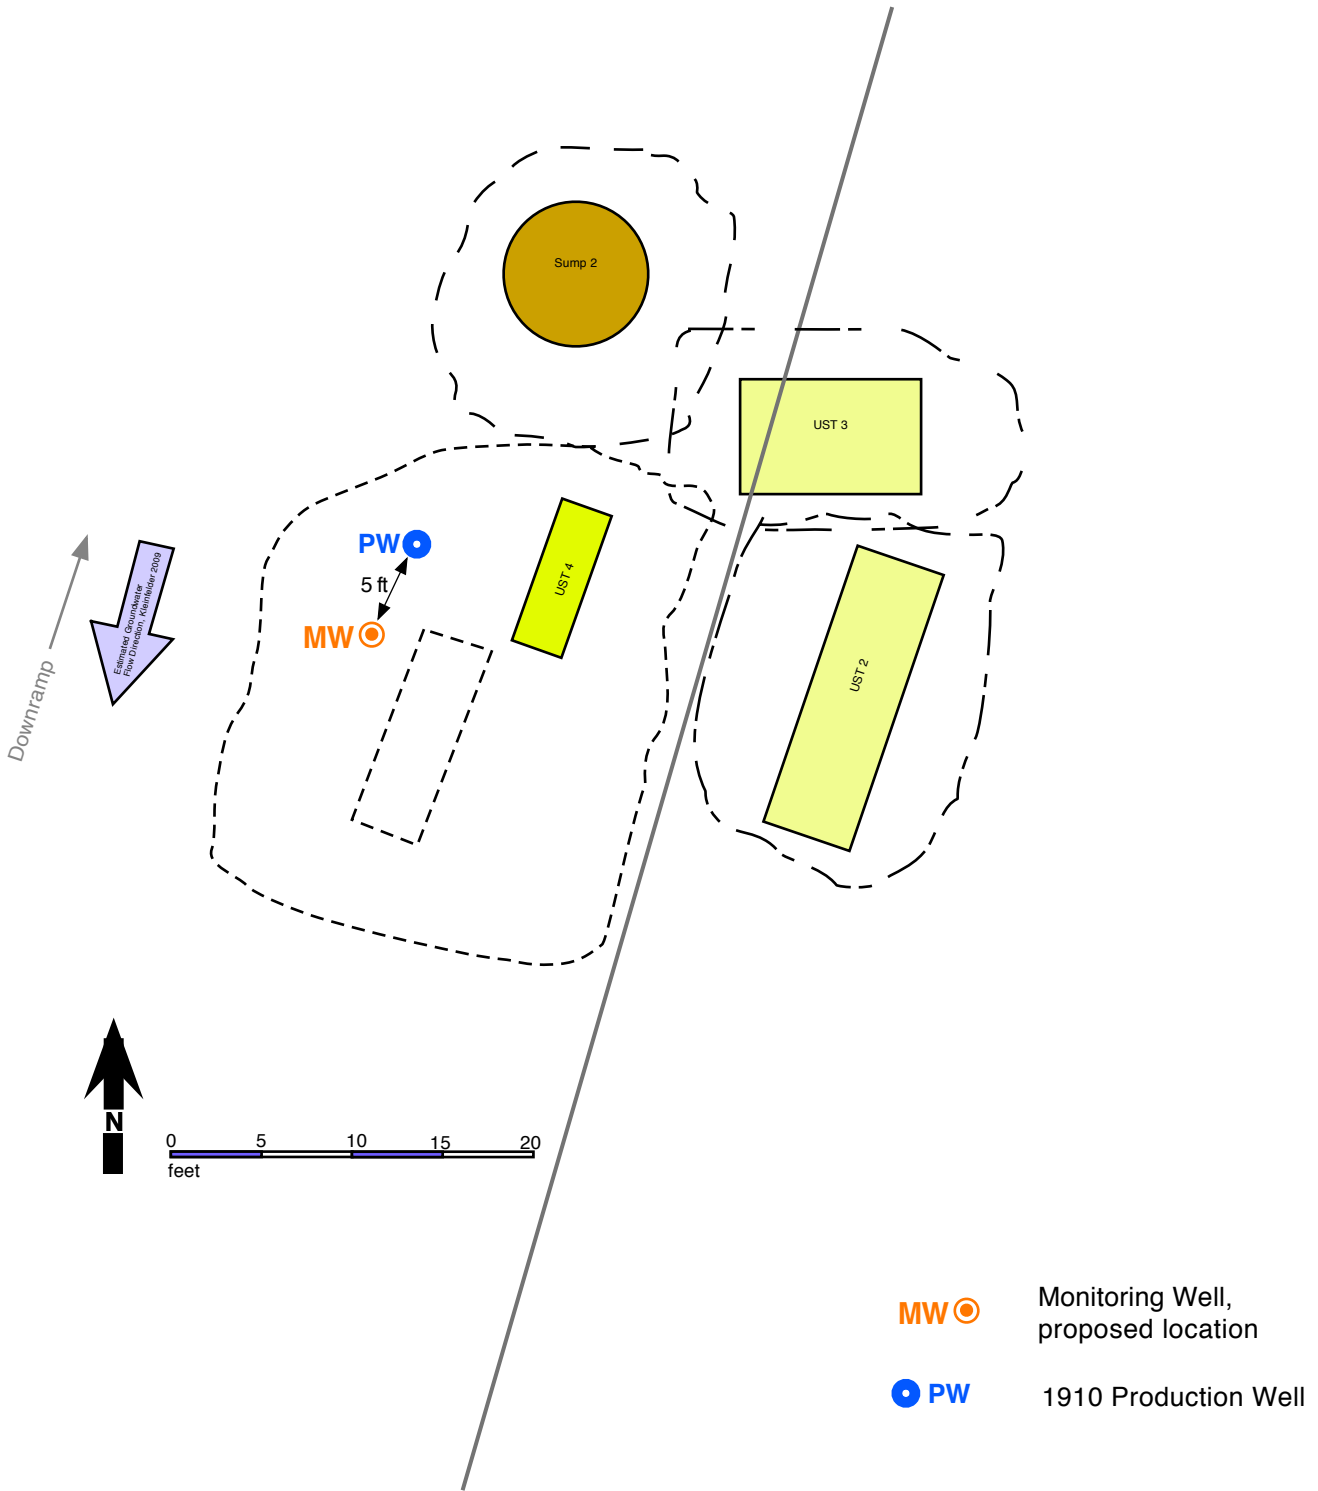 Sump 2
UST 3
PW
5 ft
MW
UST 4
UST 2
Estimated Groundwater
Flow Direction, Kleinfelder 2009
Downramp
N
0 5 10 15 20
feet
MW
Monitoring Well,
proposed location
PW
1910 Production Well